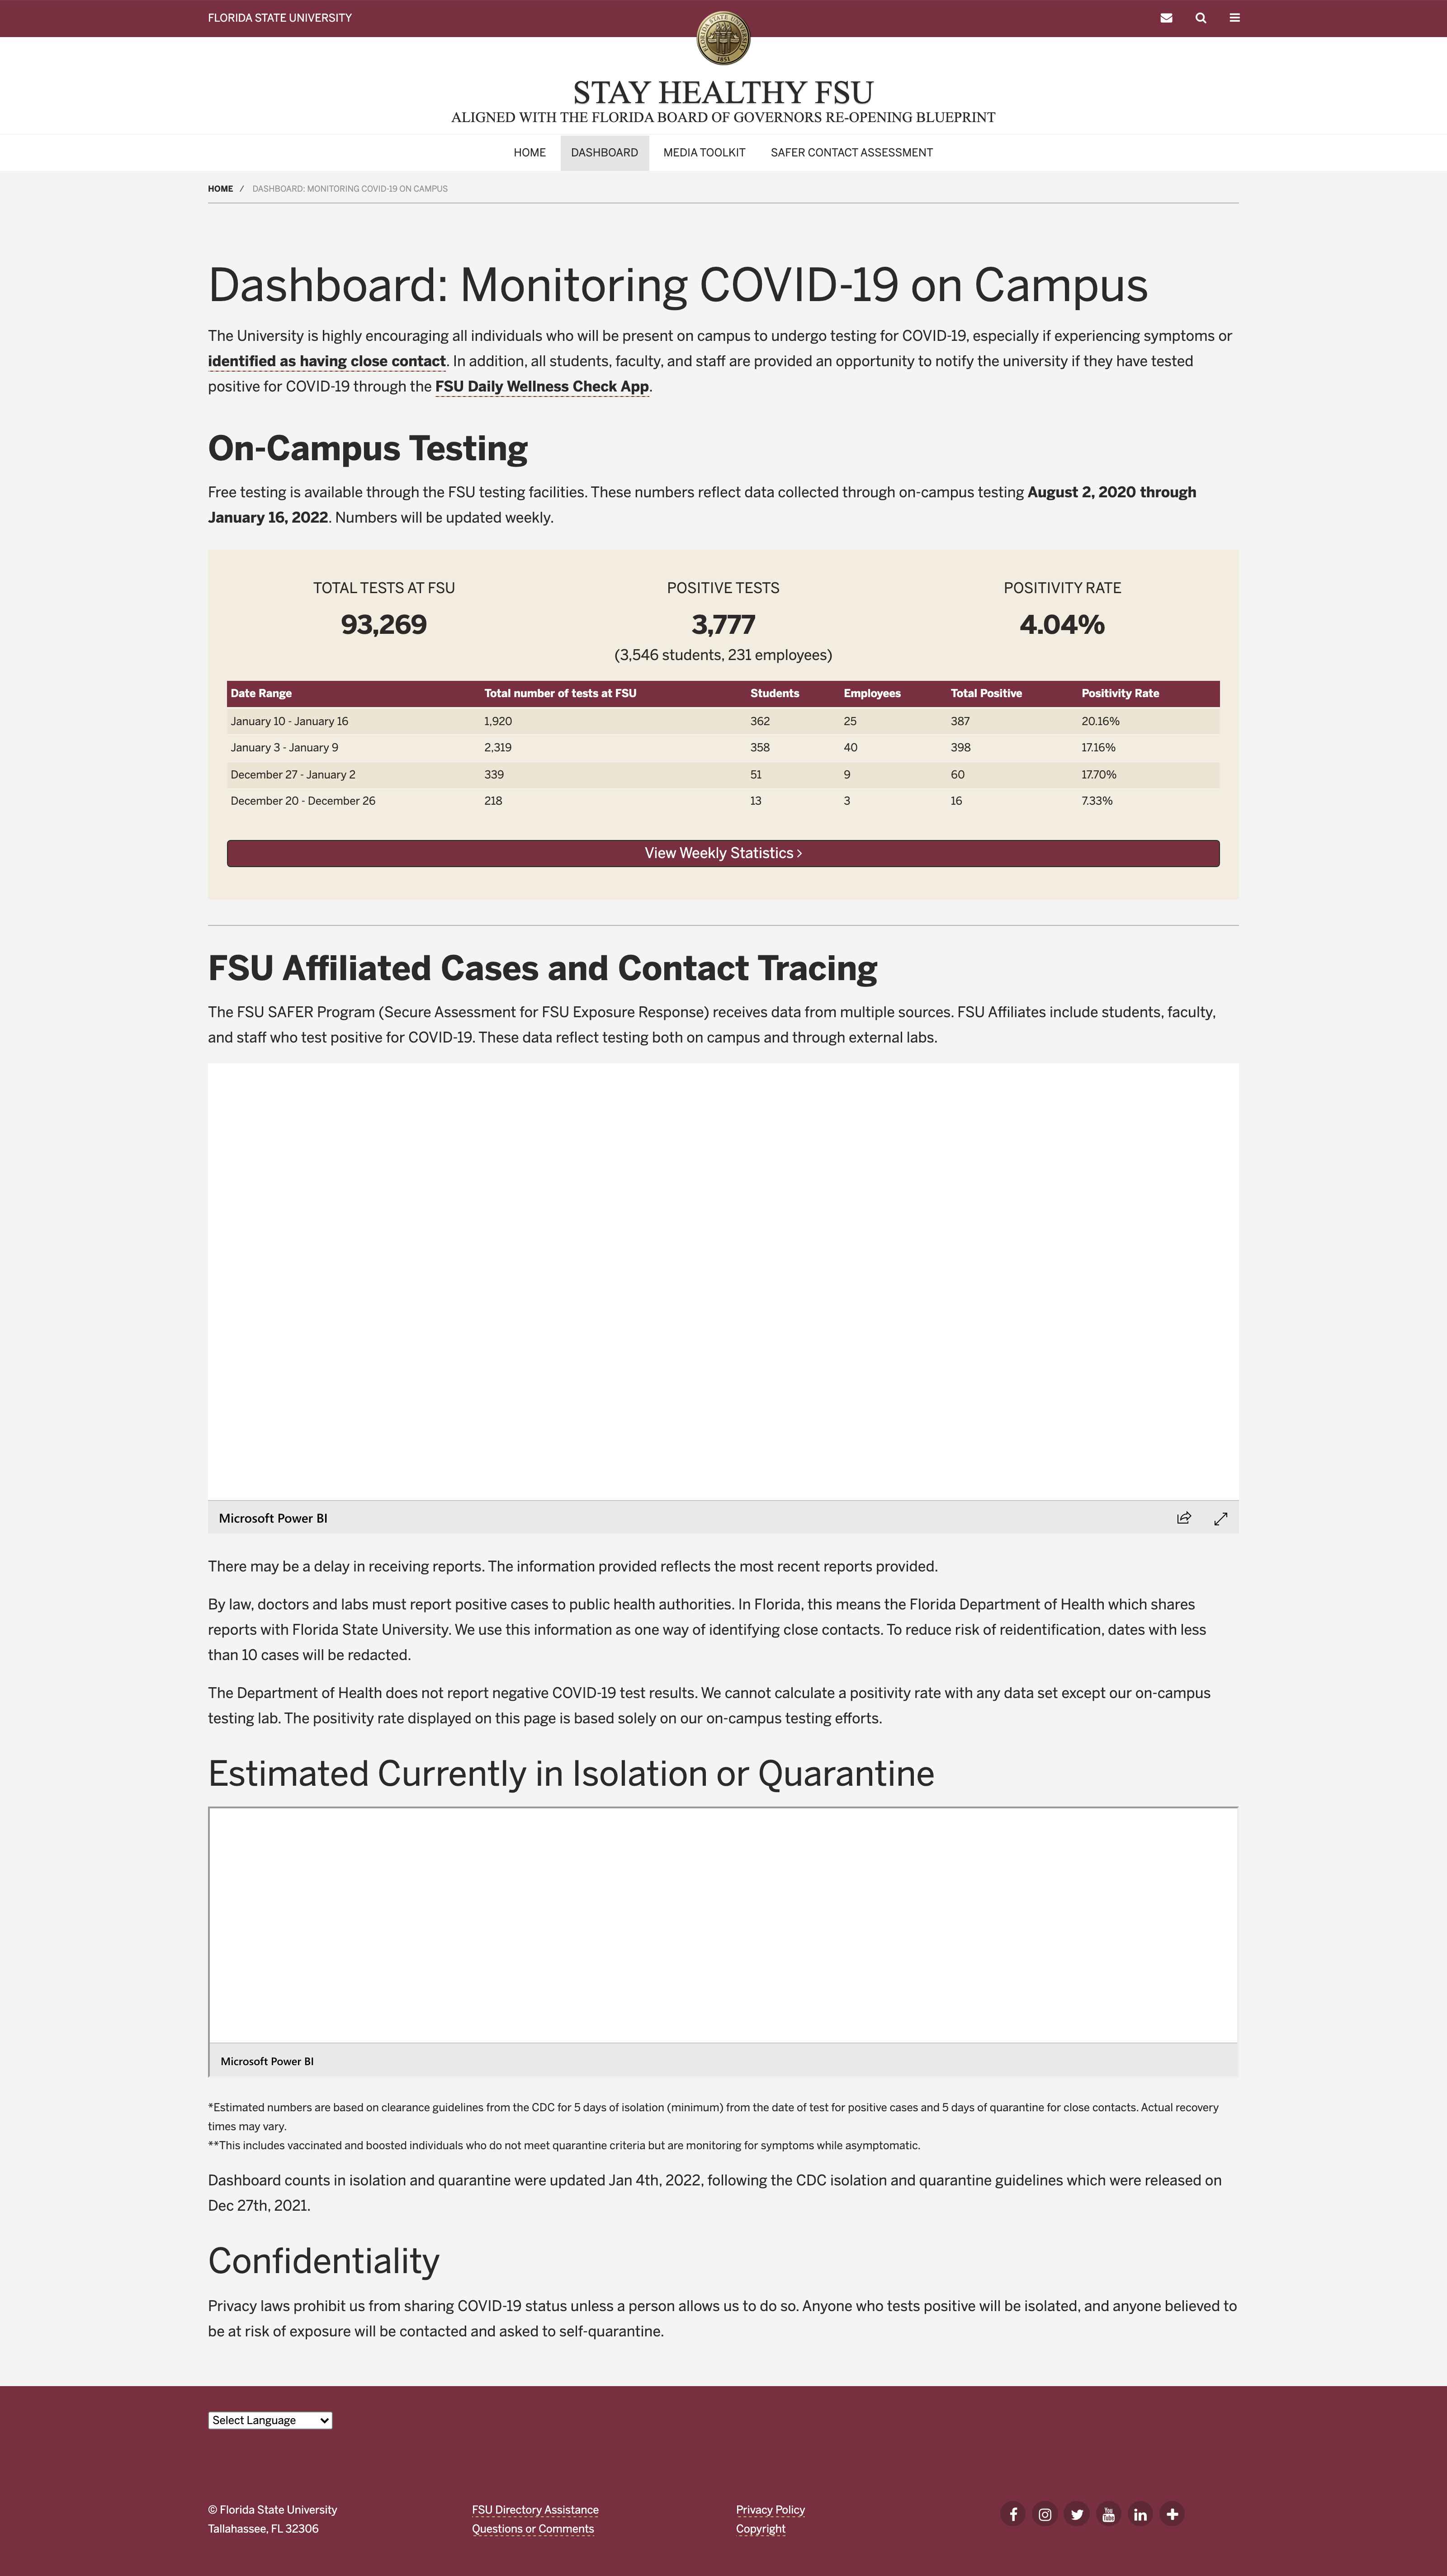 FLORIDA STATE UNIVERSITY
STAY HEALTHY FSU
ALIGNED WITH THE FLORIDA BOARD OF GOVERNORS RE-OPENING BLUEPRINT
HOME DASHBOARD MEDIA TOOLKIT SAFER CONTACT ASSESSMENT
HOME / DASHBOARD: MONITORING COVID-19 ON CAMPUS
Dashboard: Monitoring COVID-19 on Campus
The University is highly encouraging all individuals who will be present on campus to undergo testing for COVID-19, especially if experiencing symptoms or
identified as having close contact. In addition, all students, faculty, and staff are provided an opportunity to notify the university if they have tested
positive for COVID-19 through the FSU Daily Wellness Check App.
On-Campus Testing
Free testing is available through the FSU testing facilities. These numbers reflect data collected through on-campus testing August 2, 2020 through
January 16, 2022. Numbers will be updated weekly.
TOTAL TESTS AT FSU POSITIVE TESTS POSITIVITY RATE
93,269 3,777 4.04%
(3,546 students, 231 employees)
Date Range Total number of tests at FSU Students Employees Total Positive Positivity Rate
January 10 - January 16 1,920 362 25 387 20.16%
January 3 - January 9 2,319 358 40 398 17.16%
December 27 - January 2 339 51 9 60 17.70%
December 20 - December 26 218 13 3 16 7.33%
View Weekly Statistics >
FSU Affiliated Cases and Contact Tracing
The FSU SAFER Program (Secure Assessment for FSU Exposure Response) receives data from multiple sources. FSU Affiliates include students, faculty,
and staff who test positive for COVID-19. These data reflect testing both on campus and through external labs.
Microsoft Power BI
There may be a delay in receiving reports. The information provided reflects the most recent reports provided.
By law, doctors and labs must report positive cases to public health authorities. In Florida, this means the Florida Department of Health which shares
reports with Florida State University. We use this information as one way of identifying close contacts. To reduce risk of reidentification, dates with less
than 10 cases will be redacted.
The Department of Health does not report negative COVID-19 test results. We cannot calculate a positivity rate with any data set except our on-campus
testing lab. The positivity rate displayed on this page is based solely on our on-campus testing efforts.
Estimated Currently in Isolation or Quarantine
Microsoft Power BI
*Estimated numbers are based on clearance guidelines from the CDC for 5 days of isolation (minimum) from the date of test for positive cases and 5 days of quarantine for close contacts. Actual recovery
times may vary.
**This includes vaccinated and boosted individuals who do not meet quarantine criteria but are monitoring for symptoms while asymptomatic.
Dashboard counts in isolation and quarantine were updated Jan 4th, 2022, following the CDC isolation and quarantine guidelines which were released on
Dec 27th, 2021.
Confidentiality
Privacy laws prohibit us from sharing COVID-19 status unless a person allows us to do so. Anyone who tests positive will be isolated, and anyone believed to
be at risk of exposure will be contacted and asked to self-quarantine.
Select Language
© Florida State University FSU Directory Assistance Privacy Policy
Tallahassee, FL 32306 Questions or Comments Copyright